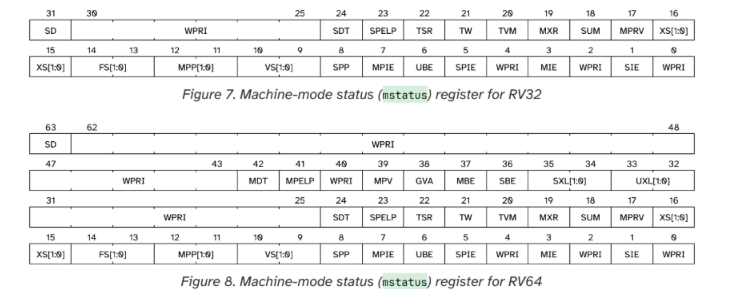 31 30 25 24 23 22 21 20 19 18 17 16
SD WPRI SDT SPELP TSR TW TVM MXR SUM MPRV XS[1:0]
15 14 13 12 11 10 9 8 7 6 5 4 3 2 1 0
XS[1:0] FS[1:0] MPP[1:0] VS[1:0] SPP MPIE UBE SPIE WPRI MIE WPRI SIE WPRI
Figure 7. Machine-mode status (mstatus) register for RV32
63 62 48
SD WPRI
47 43 42 41 40 39 38 37 36 35 34 33 32
WPRI MDT MPELP WPRI MPV GVA MBE SBE SXL[1:0] UXL[1:0]
31 25 24 23 22 21 20 19 18 17 16
WPRI SDT SPELP TSR TW TVM MXR SUM MPRV XS[1:0]
15 14 13 12 11 10 9 8 7 6 5 4 3 2 1 0
XS[1:0] FS[1:0] MPP[1:0] VS[1:0] SPP MPIE UBE SPIE WPRI MIE WPRI SIE WPRI
Figure 8. Machine-mode status (mstatus) register for RV64